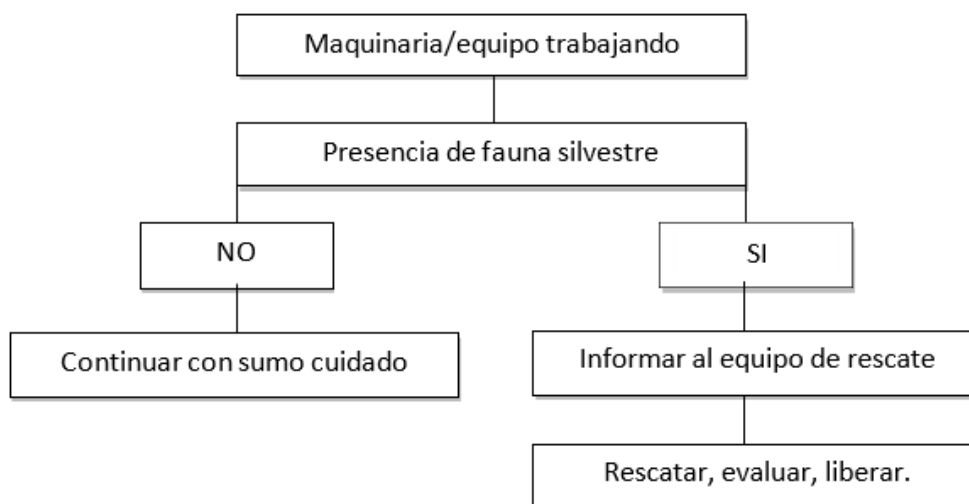 Maquinaria/equipo trabajando
Presencia de fauna silvestre
NO
SI
Continuar con sumo cuidado
Informar al equipo de rescate
Rescatar, evaluar, liberar.